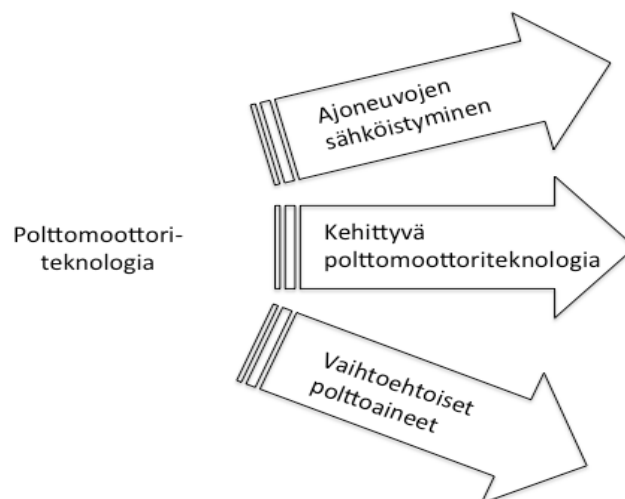 Polttomoottori-
teknologia
Ajoneuvojen
sähköistyminen
Kehittyvä
polttomoottoriteknologia
Vaihtoehtoiset
polttoaineet